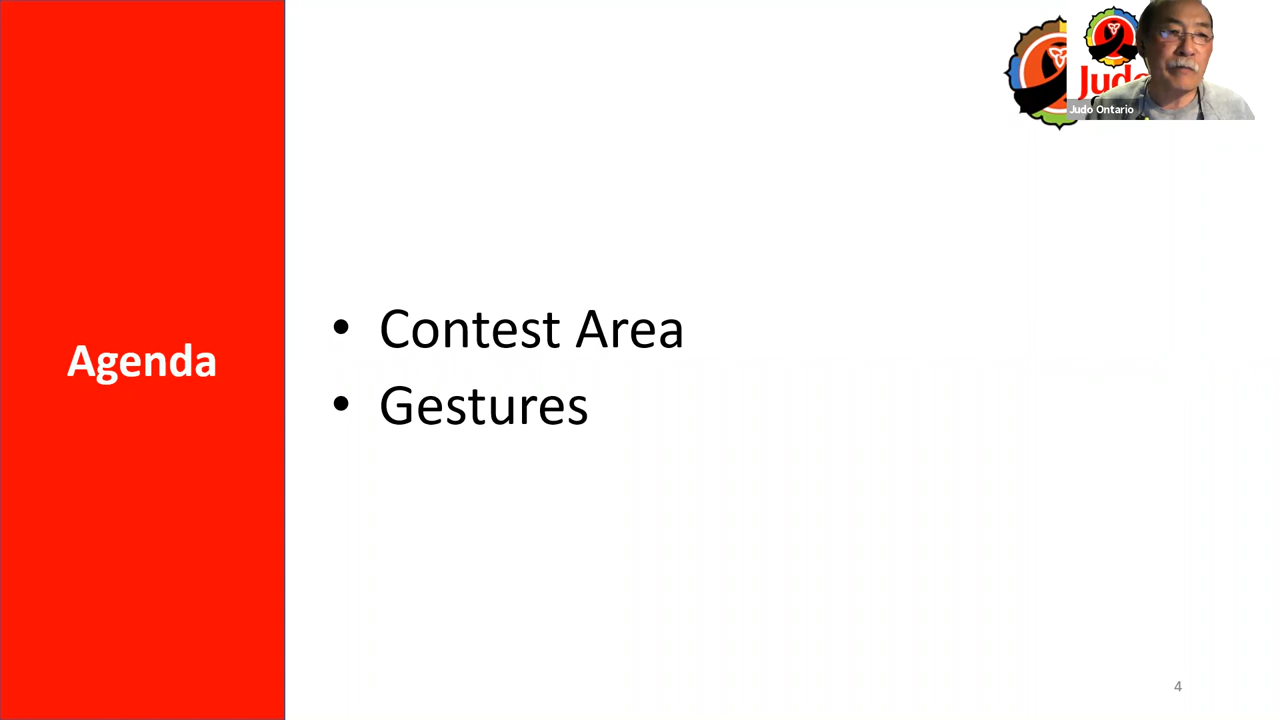 Judo
Judo Ontario
Agenda
• Contest Area
• Gestures
4